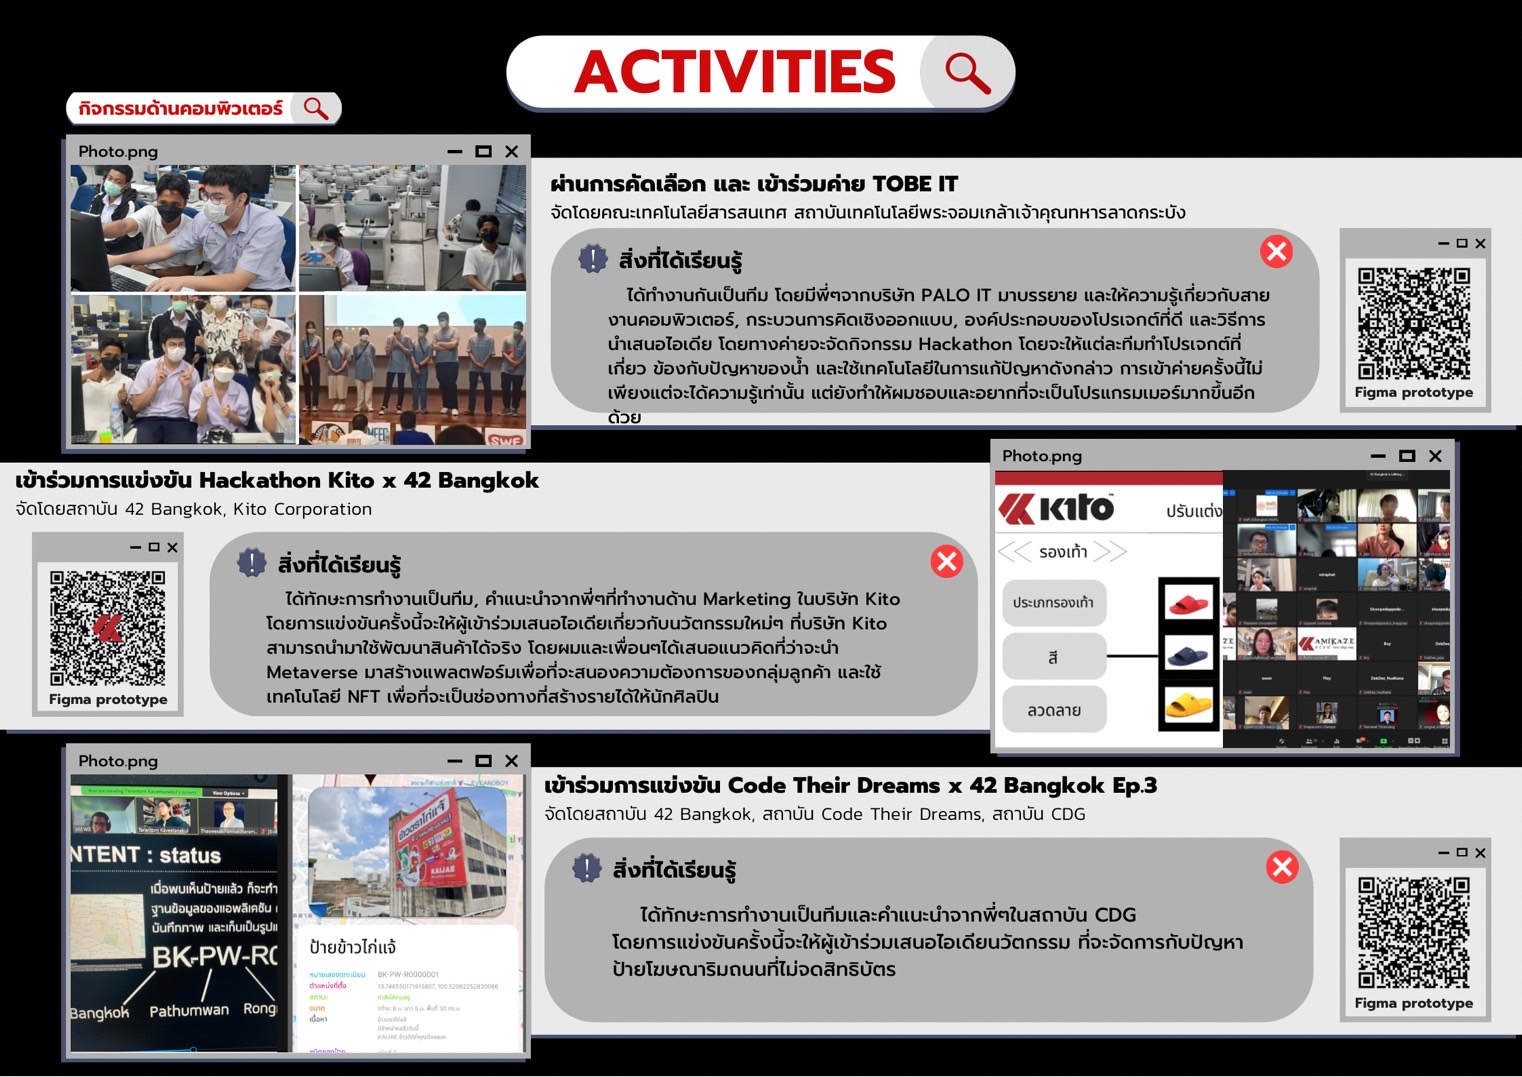 ACTIVITIES
กิจกรรมด้านคอมพิวเตอร์
Photo.png
ผ่านการคัดเลือก และ เข้าร่วมค่าย TOBE IT
จัดโดยคณะเทคโนโลยีสารสนเทศ สถาบันเทคโนโลยีพระจอมเกล้าเจ้าคุณทหารลาดกระบัง
สิ่งที่ได้เรียนรู้
ได้ทำงานกันเป็นทีม โดยมีพี่ๆจากบริษัท PALO IT มาบรรยาย และให้ความรู้เกี่ยวกับสาย
งานคอมพิวเตอร์, กระบวนการคิดเชิงออกแบบ, องค์ประกอบของโปรเจกต์ที่ดี และวิธีการ
นำเสนอไอเดีย โดยทางค่ายจะจัดกิจกรรม Hackathon โดยจะให้แต่ละทีมทำโปรเจกต์ที่
เกี่ยว ข้องกับปัญหาของน้ำ และใช้เทคโนโลยีในการแก้ปัญหาดังกล่าว การเข้าค่ายครั้งนี้ไม่
เพียงแต่จะได้ความรู้เท่านั้น แต่ยังทำให้ผมชอบและอยากที่จะเป็นโปรแกรมเมอร์มากขึ้นอีก
ด้วย
Figma prototype
เข้าร่วมการแข่งขัน Hackathon Kito x 42 Bangkok
จัดโดยสถาบัน 42 Bangkok, Kito Corporation
Figma prototype
สิ่งที่ได้เรียนรู้
ได้ทักษะการทำงานเป็นทีม, คำแนะนำจากพี่ๆที่ทำงานด้าน Marketing ในบริษัท Kito
โดยการแข่งขันครั้งนี้จะให้ผู้เข้าร่วมเสนอไอเดียเกี่ยวกับนวัตกรรมใหม่ๆ ที่บริษัท Kito
สามารถนำมาใช้พัฒนาสินค้าได้จริง โดยผมและเพื่อนๆได้เสนอแนวคิดที่ว่าจะนำ
Metaverse มาสร้างแพลตฟอร์มเพื่อที่จะสนองความต้องการของกลุ่มลูกค้า และใช้
เทคโนโลยี NFT เพื่อที่จะเป็นช่องทางที่สร้างรายได้ให้นักศิลปิน
Photo.png
KITO
ปรับแต่ง
รองเท้า
ประเภทรองเท้า
สี
ลวดลาย
Photo.png
View Options
NTENT : status
เมื่อพบเห็นป้ายแล้ว ก็จะทำ
ฐานข้อมูลของแอพลิเคชัน
บันทึกภาพ และเก็บเป็นรูป
BK-PW-R0
Bangkok
Pathumwan
Rong
ข้าวตราไก่แจ้
KAIJAE
ป้ายข้าวไก่แจ้
หมายเลขจดทะเบียน BK-PW-R0000001
ตำแหน่งที่ตั้ง
สถานะ
ขนาด
เนื้อหา
เข้าร่วมการแข่งขัน Code Their Dreams x 42 Bangkok Ep.3
จัดโดยสถาบัน 42 Bangkok, สถาบัน Code Their Dreams, สถาบัน CDG
สิ่งที่ได้เรียนรู้
ได้ทักษะการทำงานเป็นทีมและคำแนะนำจากพี่ๆในสถาบัน CDG
โดยการแข่งขันครั้งนี้จะให้ผู้เข้าร่วมเสนอไอเดียนวัตกรรม ที่จะจัดการกับปัญหา
ป้ายโฆษณาริมถนนที่ไม่จดสิทธิบัตร
Figma prototype